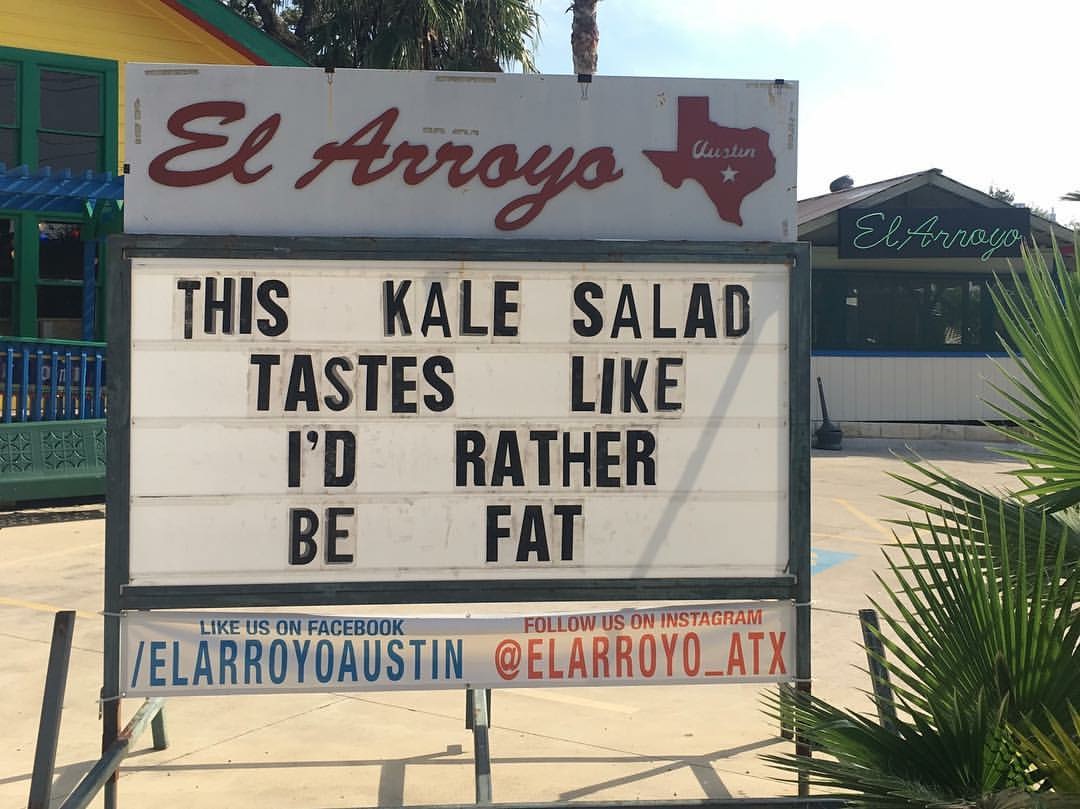 El Arroyo
Austin
El Arroyo
THIS KALE SALAD
TASTES LIKE
I'D RATHER
BE FAT
LIKE US ON FACEBOOK
/ELARROYOAUSTIN
FOLLOW US ON INSTAGRAM
@ELARROYO_ATX